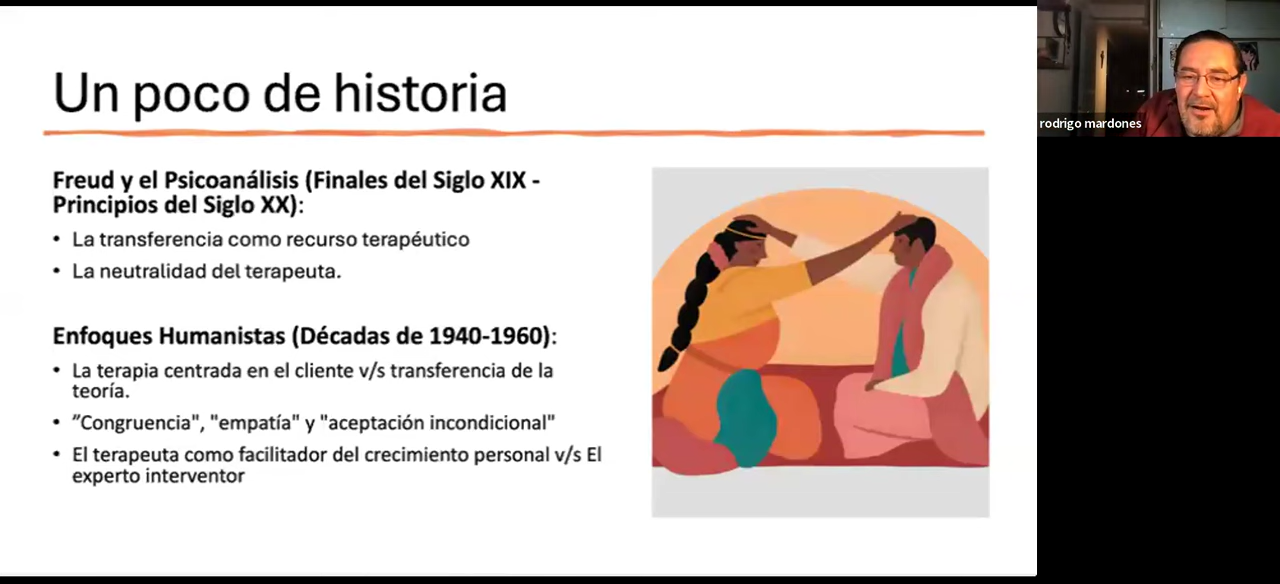 Un poco de historia
Freud y el Psicoanálisis (Finales del Siglo XIX -
Principios del Siglo XX):
• La transferencia como recurso terapéutico
• La neutralidad del terapeuta.
Enfoques Humanistas (Décadas de 1940-1960):
• La terapia centrada en el cliente v/s transferencia de la
teoría.
• ”Congruencia", "empatía" y "aceptación incondicional"
• El terapeuta como facilitador del crecimiento personal v/s El
experto interventor
rodrigo mardones